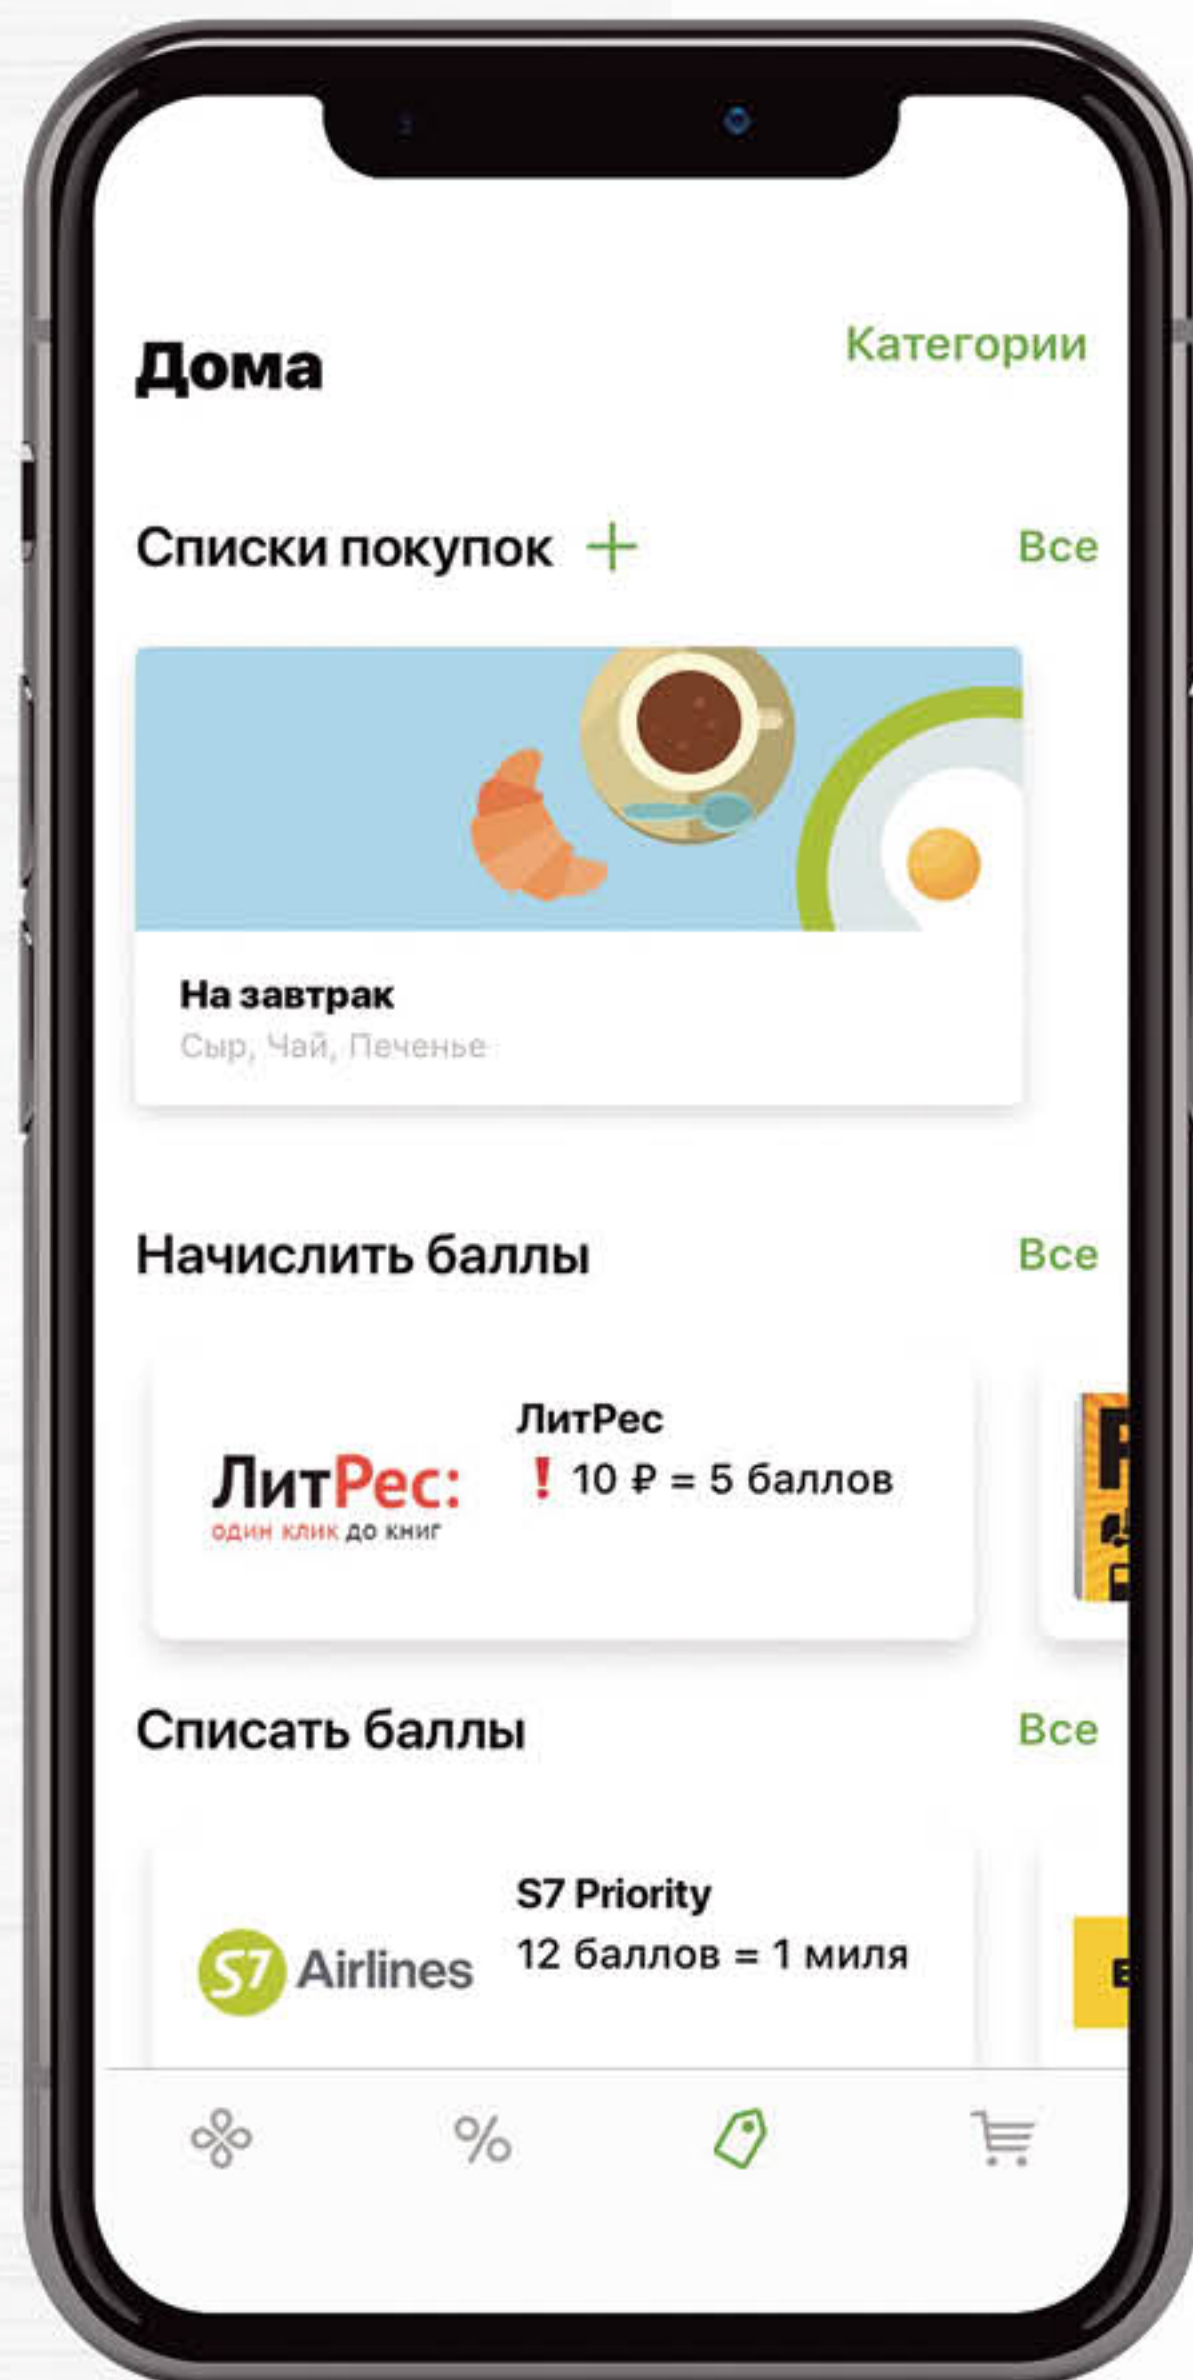 Дома
Категории
Списки покупок +
Все
На завтрак
Сыр, Чай, Печенье
Начислить баллы
Все
ЛитРес:
один клик до книг
ЛитРес
❗ 10 ₽ = 5 баллов
Списать баллы
Все
S7 Airlines
S7 Priority
12 баллов = 1 миля
%